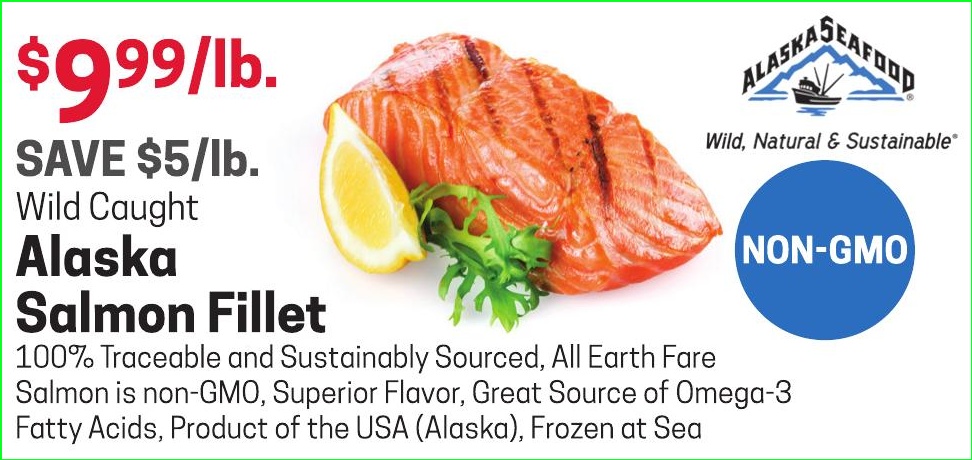 $9.99/lb.
SAVE $5/lb.
Wild Caught
Alaska
Salmon Fillet
100% Traceable and Sustainably Sourced, All Earth Fare
Salmon is non-GMO, Superior Flavor, Great Source of Omega-3
Fatty Acids, Product of the USA (Alaska), Frozen at Sea
ALASKA SEAFOOD®
Wild, Natural & Sustainable®
NON-GMO